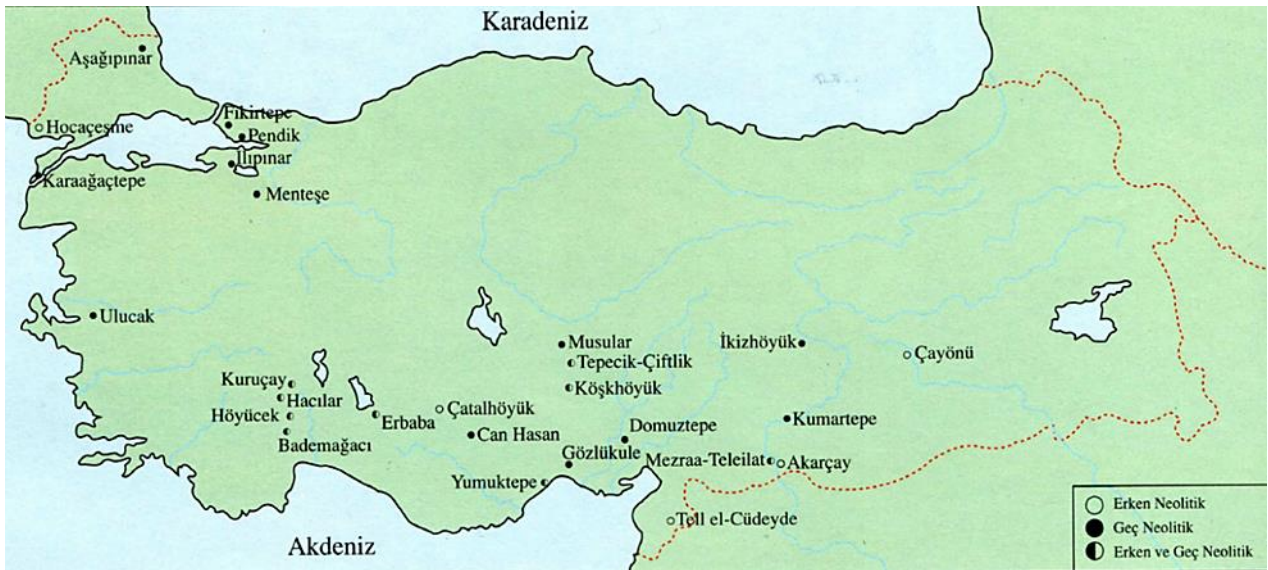 Karadeniz
Aşağıpınar
Fikirtepe
Hocaçeşme
Pendik
Ilıpınar
Karaağaçtepe
Menteşe
Ulucak
Musular
İkizhöyük
Tepecik-Çiftlik
Çayönü
Kuruçay
Köşkhöyük
Hacılar
Çatalhöyük
Höyücek
Erbaba
Kumartepe
Domuztepe
Can Hasan
Bademağacı
Gözlükule
Mezraa-Teleilat
Akarçay
Yumuktepe
Tell el-Cüdeyde
Akdeniz
Erken Neolitik
Geç Neolitik
Erken ve Geç Neolitik